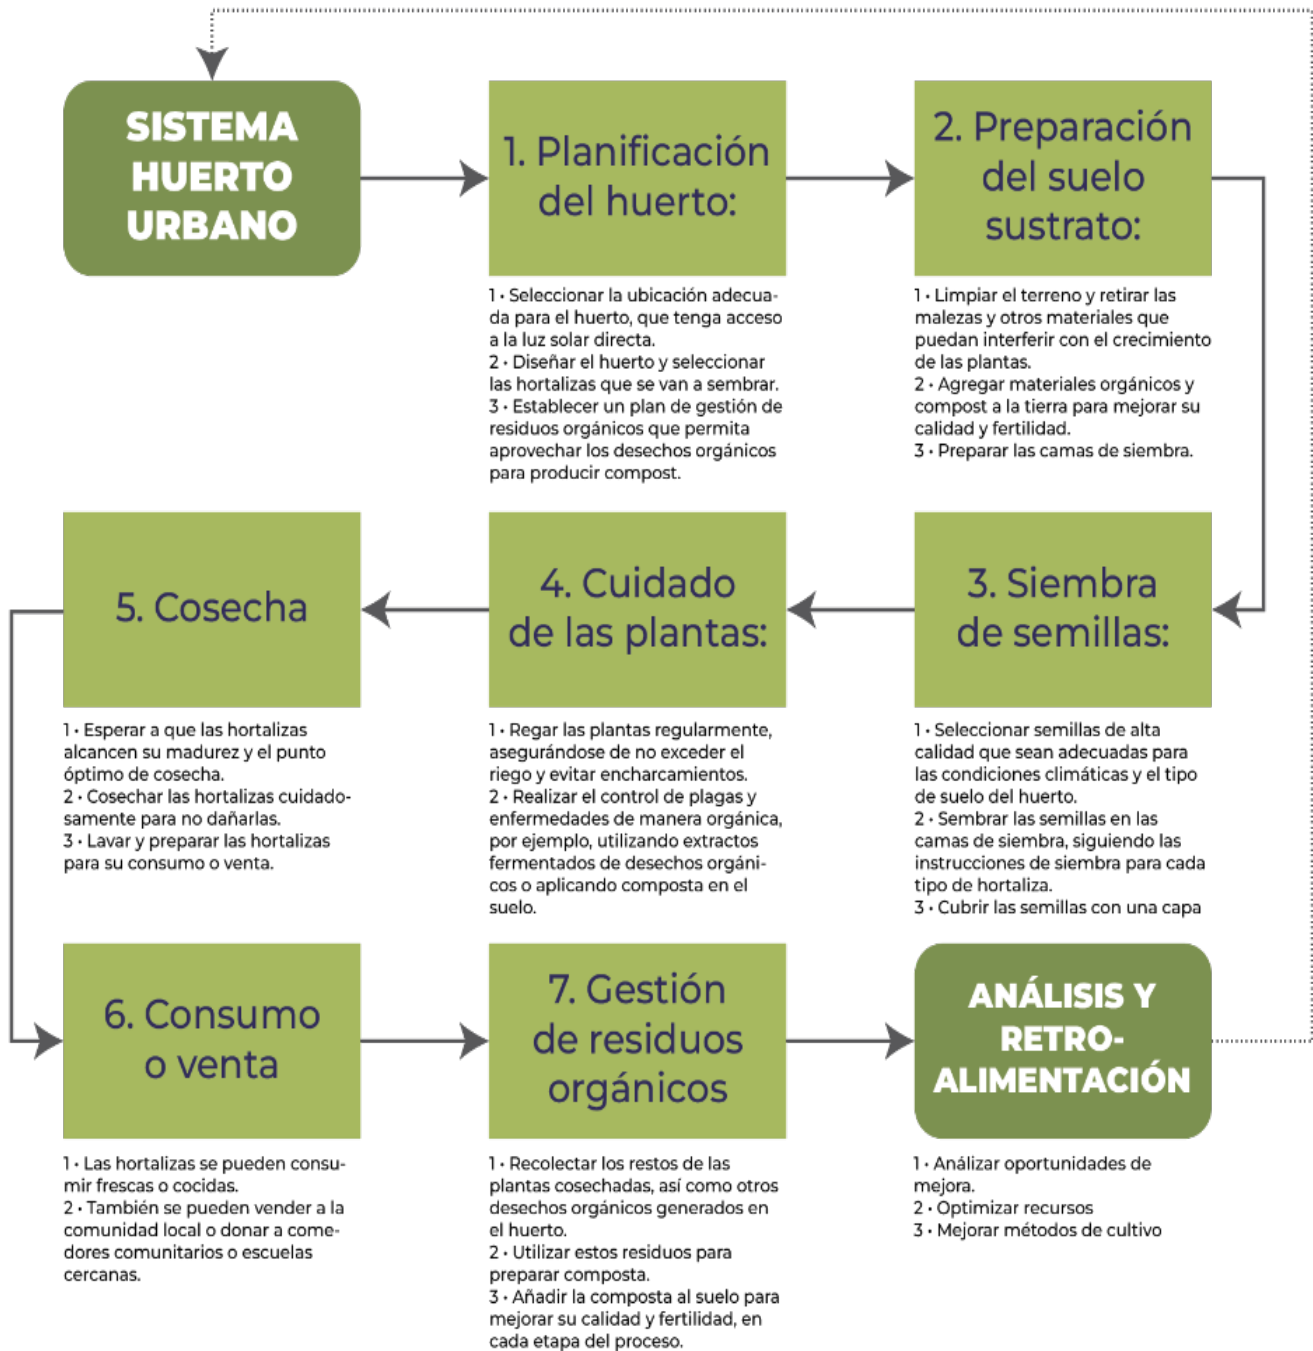 SISTEMA
HUERTO
URBANO
1. Planificación
del huerto:
1 • Seleccionar la ubicación adecua-
da para el huerto, que tenga acceso
a la luz solar directa.
2 • Diseñar el huerto y seleccionar
las hortalizas que se van a sembrar.
3 • Establecer un plan de gestión de
residuos orgánicos que permita
aprovechar los desechos orgánicos
para producir compost.
2. Preparación
del suelo
sustrato:
1 • Limpiar el terreno y retirar las
malezas y otros materiales que
puedan interferir con el crecimiento
de las plantas.
2 • Agregar materiales orgánicos y
compost a la tierra para mejorar su
calidad y fertilidad.
3 • Preparar las camas de siembra.
3. Siembra
de semillas:
1 • Seleccionar semillas de alta
calidad que sean adecuadas para
las condiciones climáticas y el tipo
de suelo del huerto.
2 • Sembrar las semillas en las
camas de siembra, siguiendo las
instrucciones de siembra para cada
tipo de hortaliza.
3 • Cubrir las semillas con una capa
4. Cuidado
de las plantas:
1 • Regar las plantas regularmente,
asegurándose de no exceder el
riego y evitar encharcamientos.
2 • Realizar el control de plagas y
enfermedades de manera orgánica,
por ejemplo, utilizando extractos
fermentados de desechos orgáni-
cos o aplicando composta en el
suelo.
5. Cosecha
1 • Esperar a que las hortalizas
alcancen su madurez y el punto
óptimo de cosecha.
2 • Cosechar las hortalizas cuidado-
samente para no dañarlas.
3 • Lavar y preparar las hortalizas
para su consumo o venta.
6. Consumo
o venta
1 • Las hortalizas se pueden consu-
mir frescas o cocidas.
2 • También se pueden vender a la
comunidad local o donar a come-
dores comunitarios o escuelas
cercanas.
7. Gestión
de residuos
orgánicos
1 • Recolectar los restos de las
plantas cosechadas, así como otros
desechos orgánicos generados en
el huerto.
2 • Utilizar estos residuos para
preparar composta.
3 • Añadir la composta al suelo para
mejorar su calidad y fertilidad, en
cada etapa del proceso.
ANÁLISIS Y
RETRO-
ALIMENTACIÓN
1 • Análizar oportunidades de
mejora.
2 • Optimizar recursos
3 • Mejorar métodos de cultivo